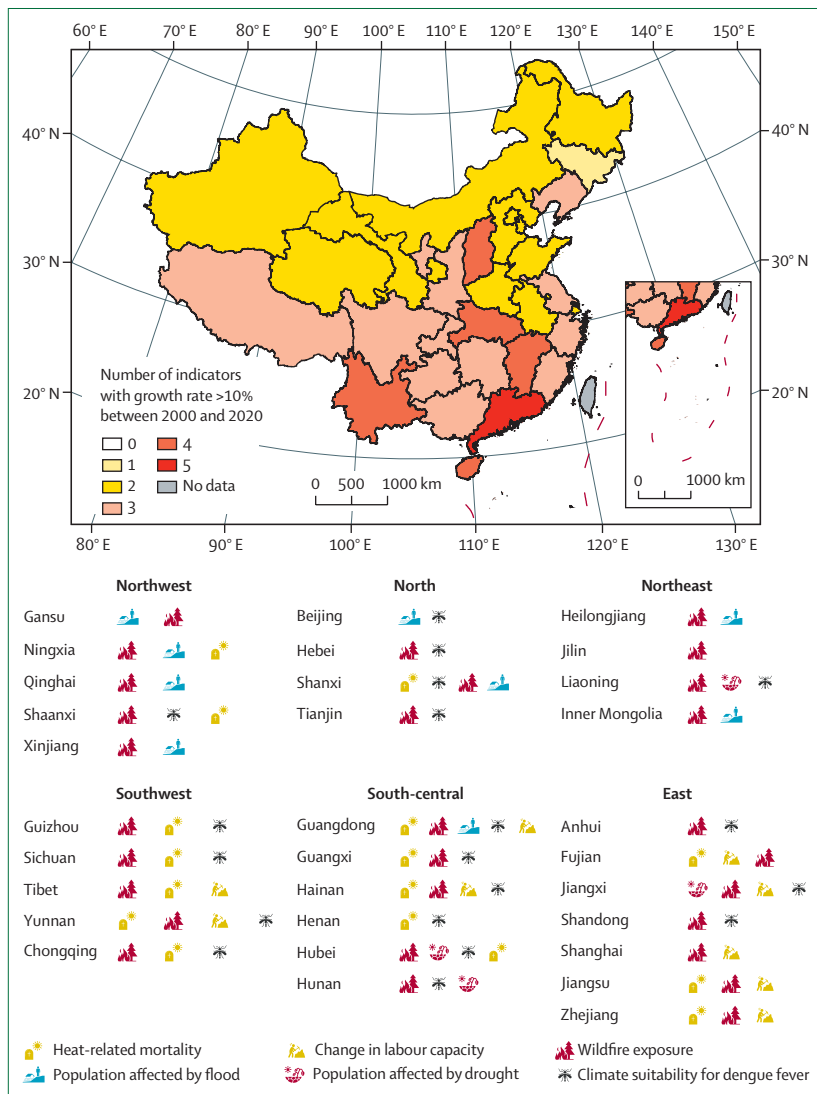 60° E 70° E 80° E 90° E 100° E 110° E 120° E 130° E 140° E 150° E
40° N 40° N
30° N 30° N
20° N 20° N
Number of indicators
with growth rate >10%
between 2000 and 2020
0 4
1 5
2 No data
3
0 500 1000 km
0 1000 km
80° E 90° E 100° E 110° E 120° E 130° E
Northwest North Northeast
Gansu Beijing Heilongjiang
Ningxia Hebei Jilin
Qinghai Shanxi Liaoning
Shaanxi Tianjin Inner Mongolia
Xinjiang
Southwest South-central East
Guizhou Guangdong Anhui
Sichuan Guangxi Fujian
Tibet Hainan Jiangxi
Yunnan Henan Shandong
Chongqing Hubei Shanghai
Hunan Jiangsu
Zhejiang
Heat-related mortality Change in labour capacity Wildfire exposure
Population affected by flood Population affected by drought Climate suitability for dengue fever